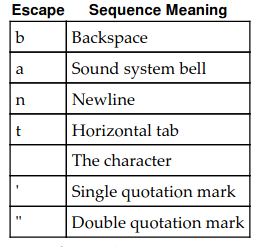 Escape Sequence Meaning
b Backspace
a Sound system bell
n Newline
t Horizontal tab
The character
' Single quotation mark
" Double quotation mark